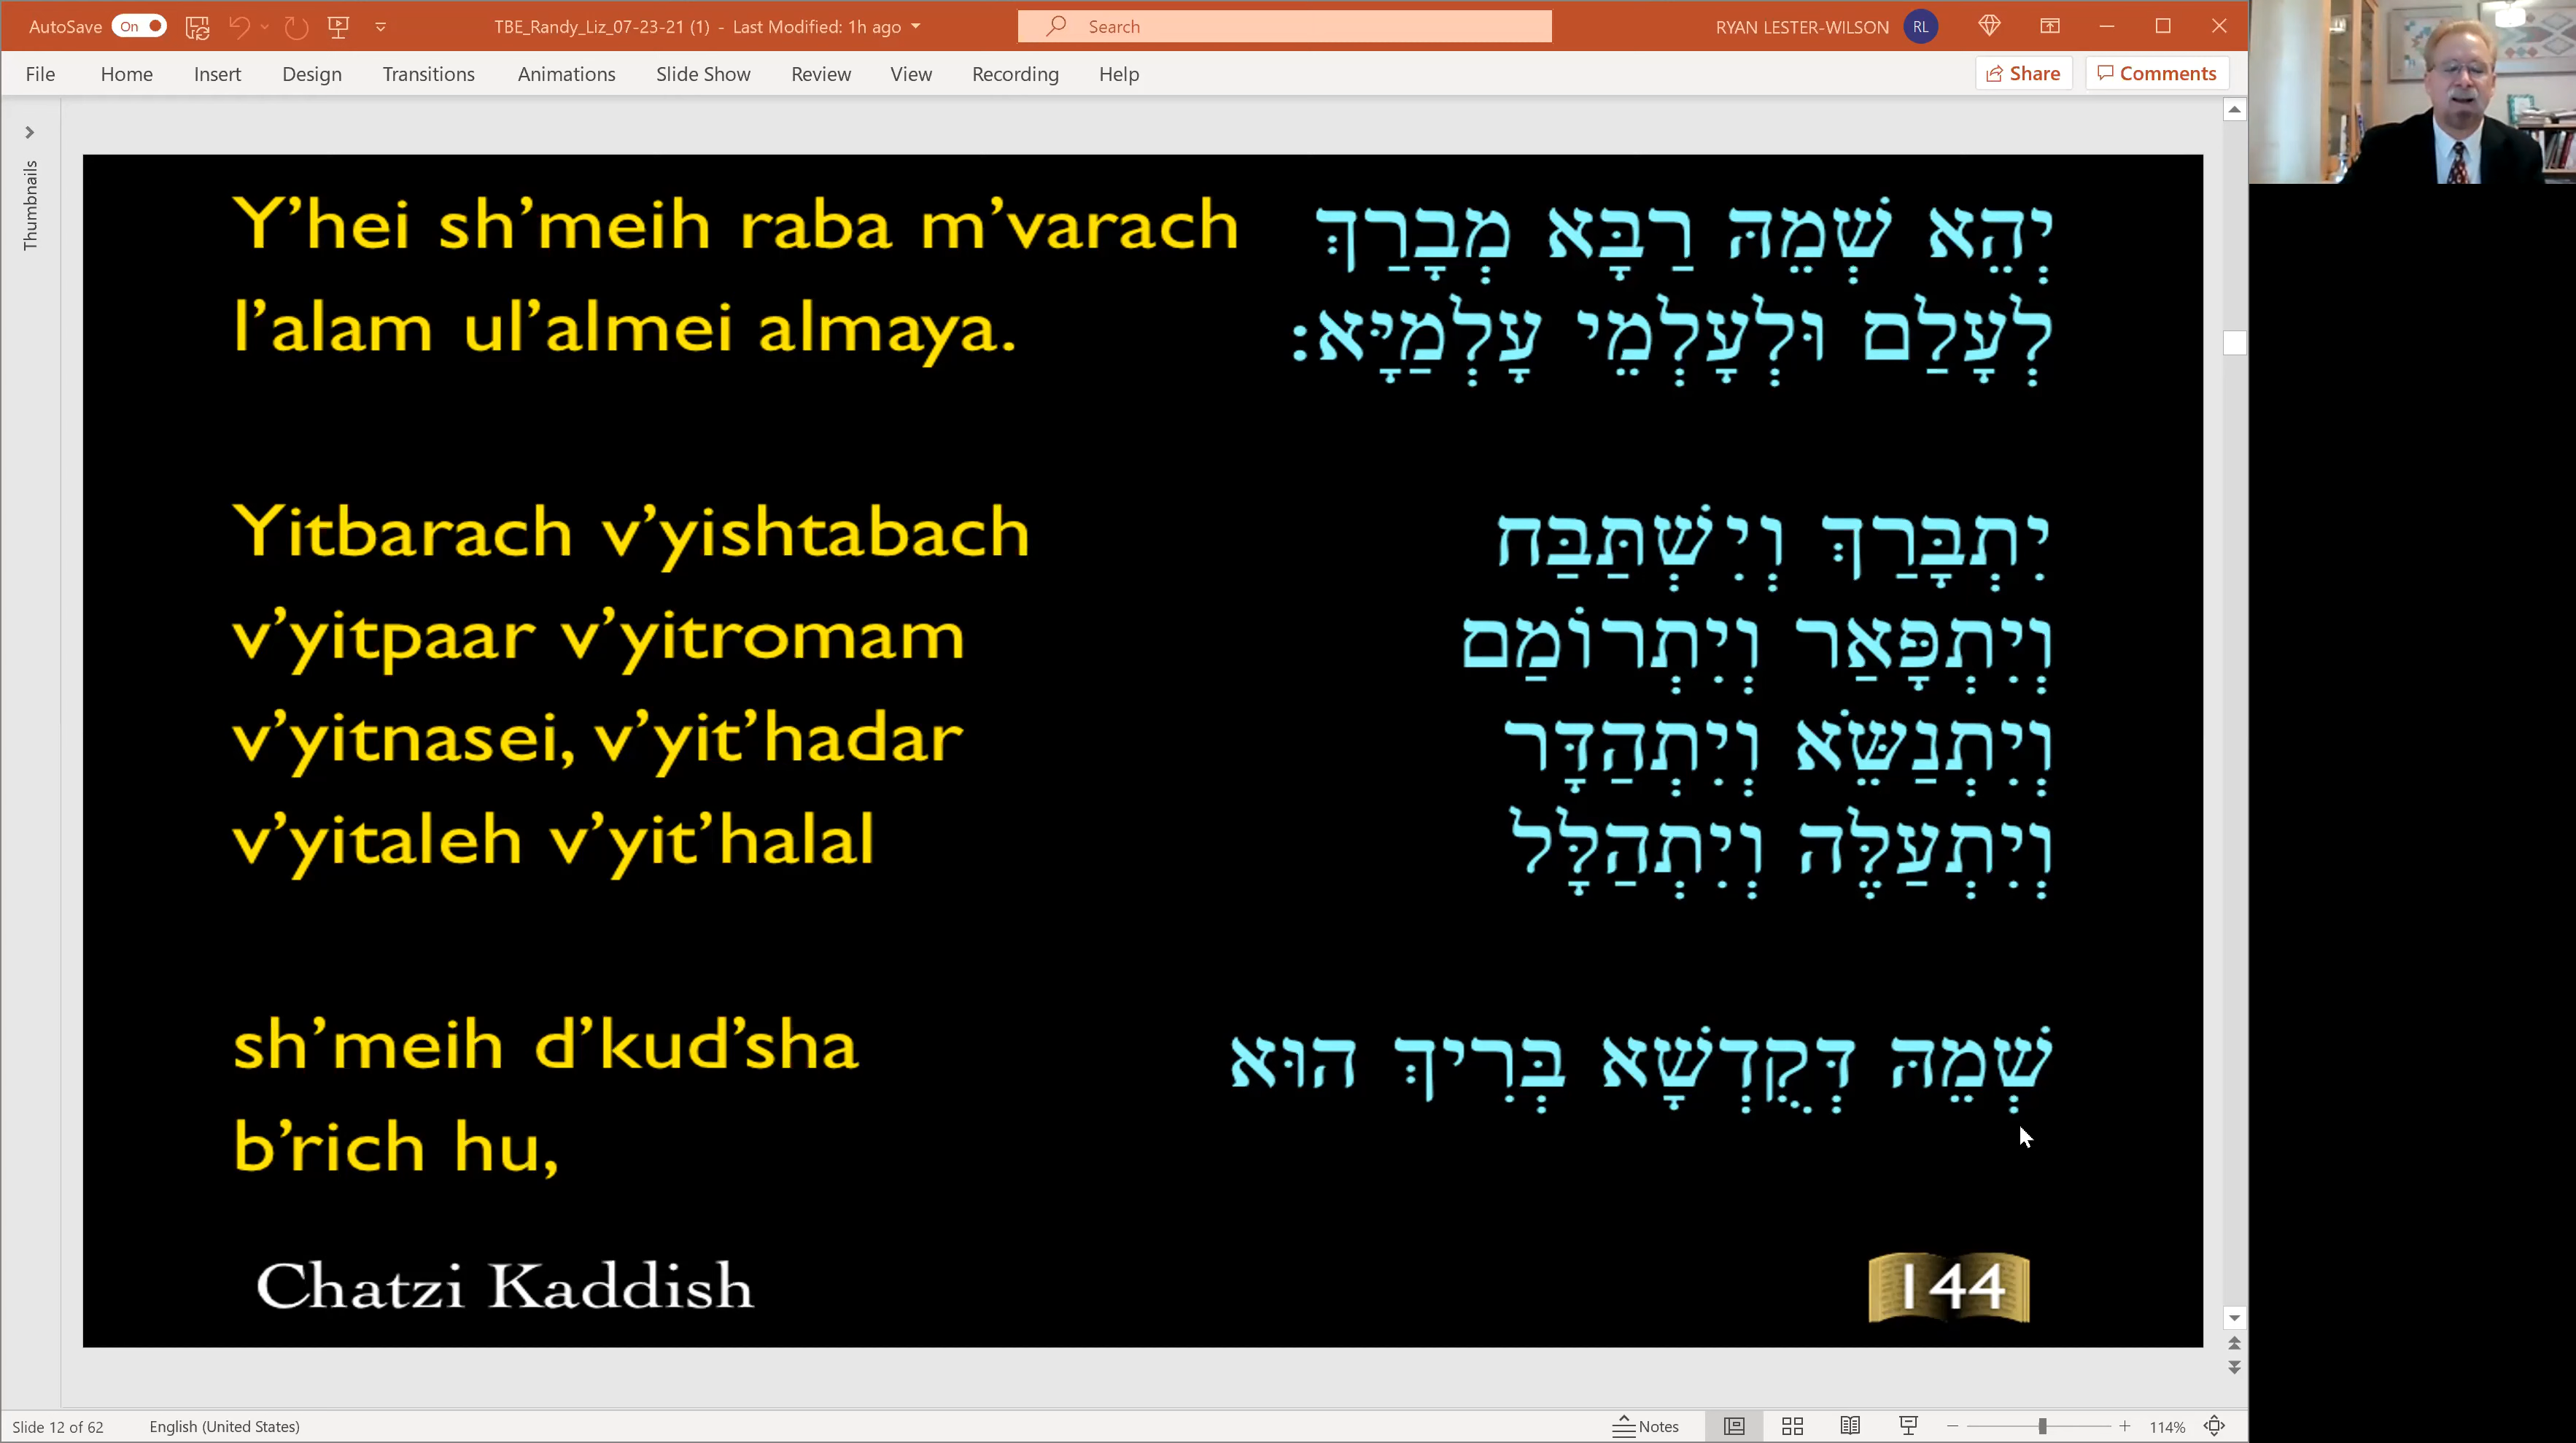 AutoSave On TBE_Randy_Liz_07-23-21 (1) - Last Modified: 1h ago Search RYAN LESTER-WILSON RL
File Home Insert Design Transitions Animations Slide Show Review View Recording Help Share Comments
Thumbnails
Y’hei sh’meih raba m’varach
l’alam ul’almei almaya.
Yitbarach v’yishtabach
v’yitpaar v’yitromam
v’yitnasei, v’yit’hadar
v’yitaleh v’yit’halal
sh’meih d’kud’sha
b’rich hu,
יְהֵא שְׁמֵהּ רַבָּא מְבָרַךְ
לְעָלַם וּלְעָלְמֵי עָלְמַיָּא:
יִתְבָּרַךְ וְיִשְׁתַּבַּח
וְיִתְפָּאַר וְיִתְרוֹמַם
וְיִתְנַשֵּׂא וְיִתְהַדָּר
וְיִתְעַלֶּה וְיִתְהַלָּל
שְׁמֵהּ דְּקֻדְשָׁא בְּרִיךְ הוּא
Chatzi Kaddish
144
Slide 12 of 62 English (United States) Notes 114%